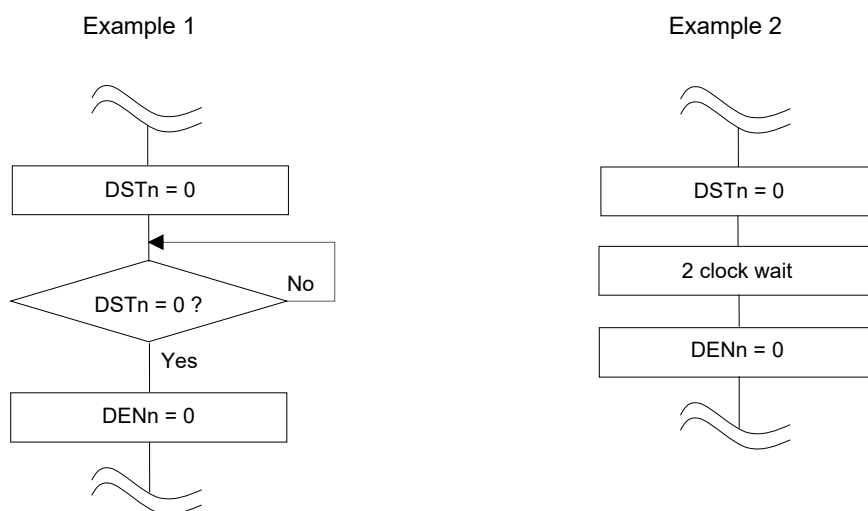 Example 1
DSTn = 0
DSTn = 0 ?
No
Yes
DENn = 0
Example 2
DSTn = 0
2 clock wait
DENn = 0